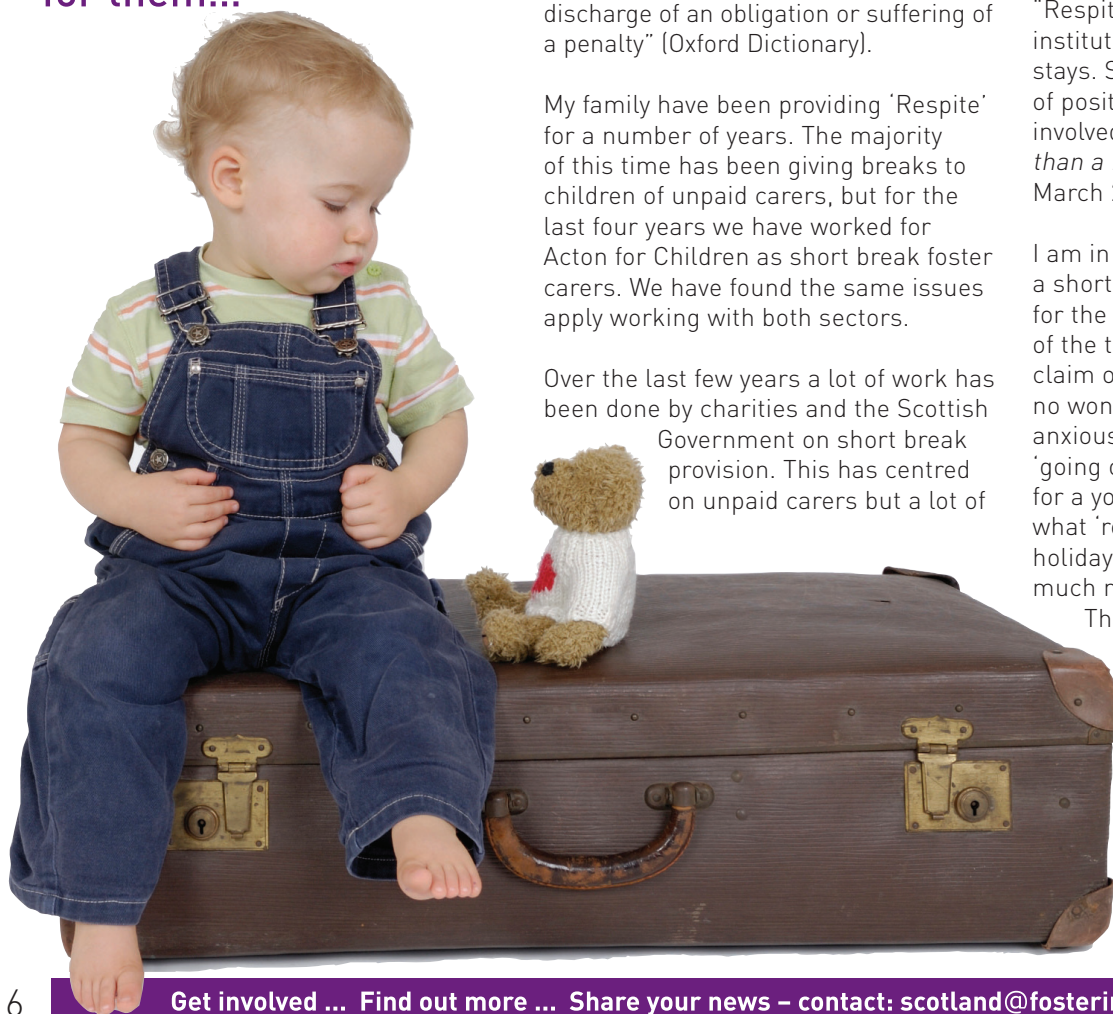 for them...
discharge of an obligation or suffering of
a penalty” (Oxford Dictionary).
My family have been providing ‘Respite’
for a number of years. The majority
of this time has been giving breaks to
children of unpaid carers, but for the
last four years we have worked for
Acton for Children as short break foster
carers. We have found the same issues
apply working with both sectors.
Over the last few years a lot of work has
been done by charities and the Scottish
Government on short break
provision. This has centred
on unpaid carers but a lot of
“Respit
institut
stays. S
of posit
involved
than a
March
I am in
a short
for the
of the t
claim o
no won
anxious
‘going o
for a yo
what ‘re
holiday
much m
Th
6
Get involved ... Find out more ... Share your news – contact: scotland@fosterin